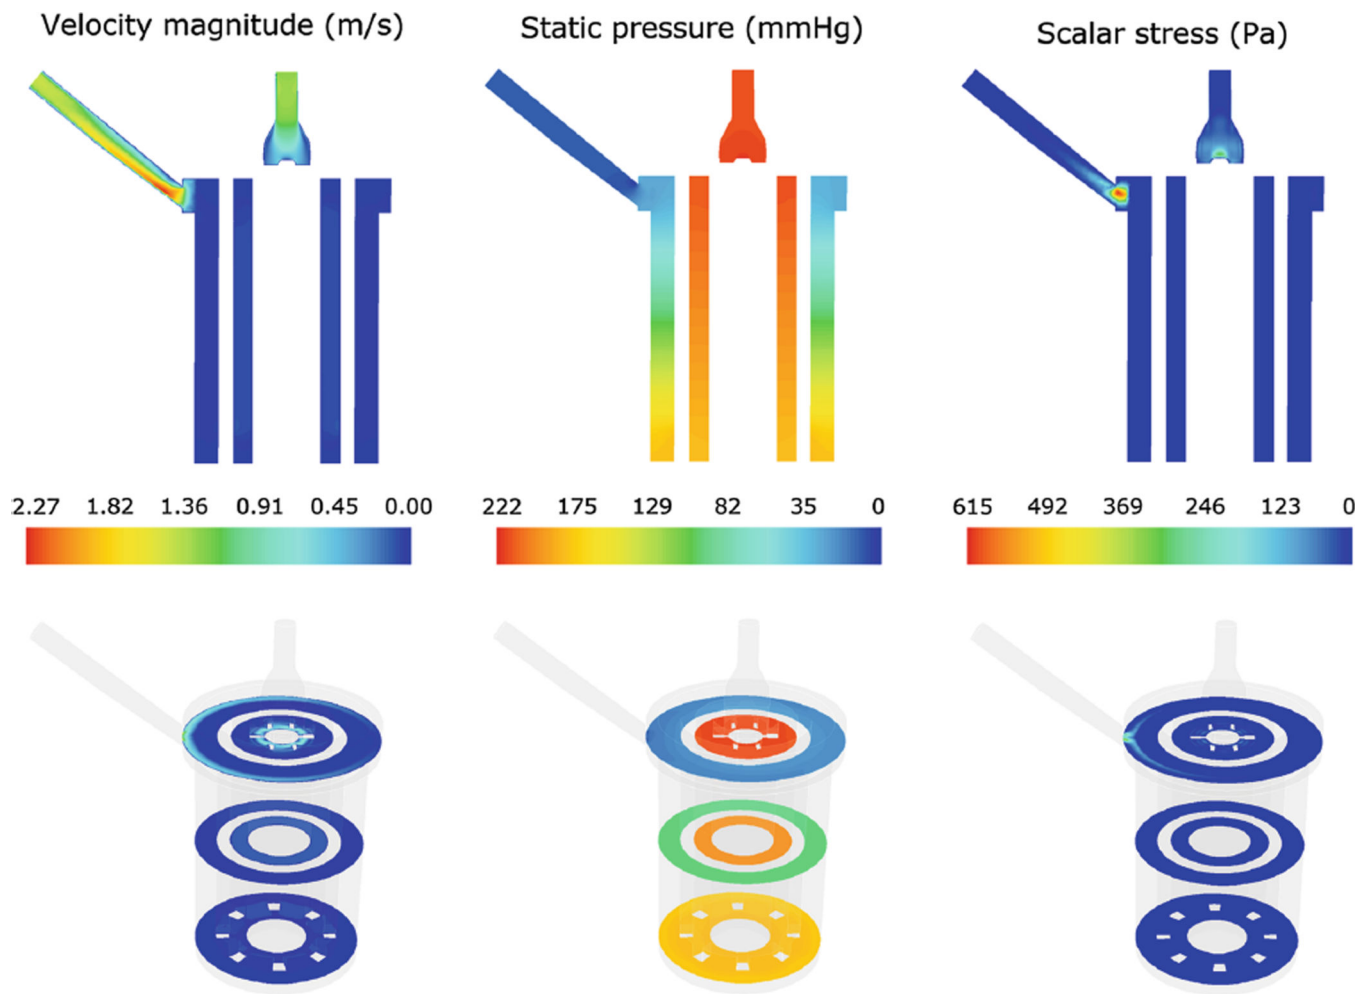 Velocity magnitude (m/s)
Static pressure (mmHg)
Scalar stress (Pa)
2.27 1.82 1.36 0.91 0.45 0.00
222 175 129 82 35 0
615 492 369 246 123 0